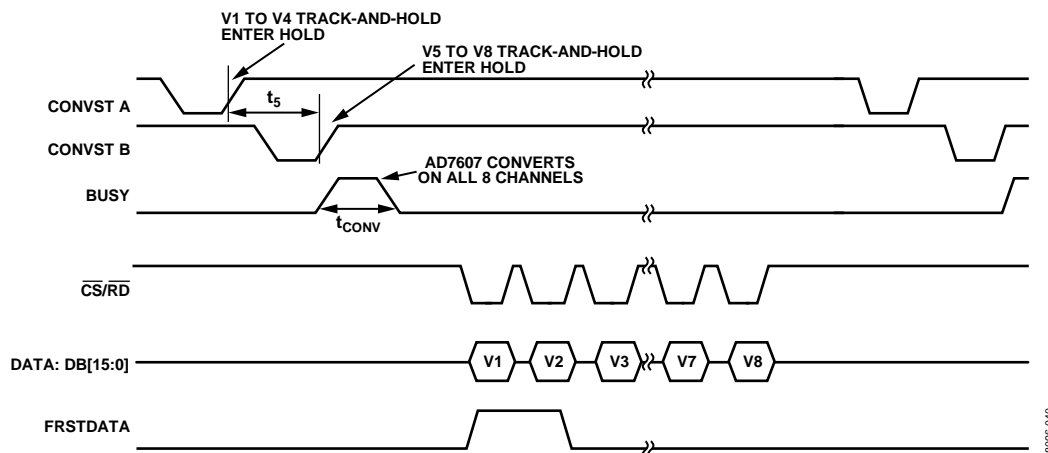 V1 TO V4 TRACK-AND-HOLD
ENTER HOLD
V5 TO V8 TRACK-AND-HOLD
ENTER HOLD
CONVST A
t5
CONVST B
AD7607 CONVERTS
ON ALL 8 CHANNELS
BUSY
tCONV
CS/RD
DATA: DB[15:0]
V1
V2
V3
V7
V8
FRSTDATA